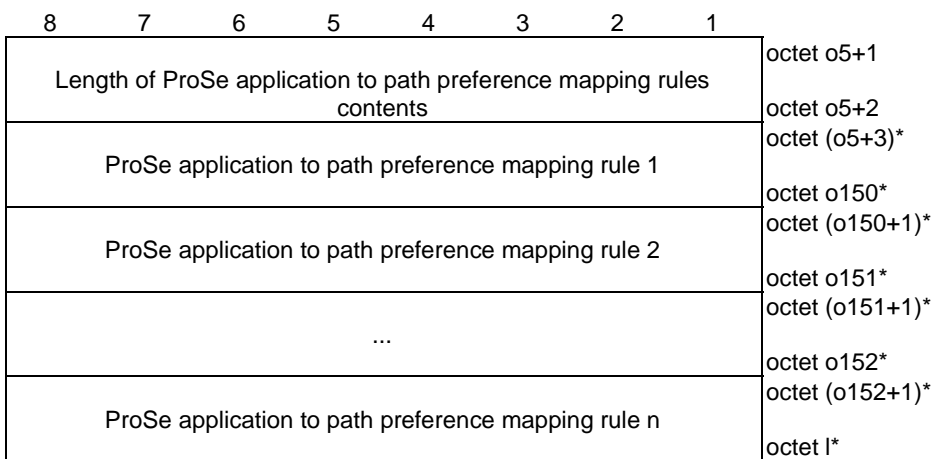 8 7 6 5 4 3 2 1
octet o5+1
Length of ProSe application to path preference mapping rules
contents
octet o5+2
octet (o5+3)*
ProSe application to path preference mapping rule 1
octet o150*
octet (o150+1)*
ProSe application to path preference mapping rule 2
octet o151*
octet (o151+1)*
...
octet o152*
octet (o152+1)*
ProSe application to path preference mapping rule n
octet l*